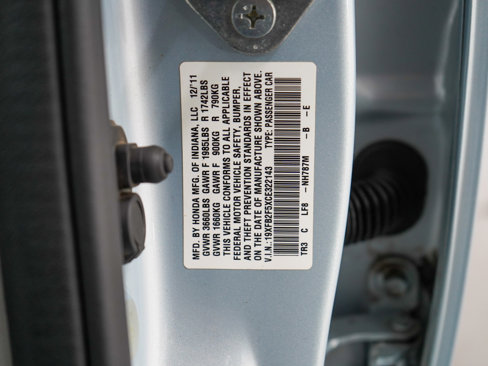 MFD. BY HONDA MFG. OF INDIANA, LLC 12/11
GVWR 3660LBS GAWR F 1985LBS R 1742LBS
GVWR 1660KG GAWR F 900KG R 790KG
THIS VEHICLE CONFORMS TO ALL APPLICABLE
FEDERAL MOTOR VEHICLE SAFETY, BUMPER,
AND THEFT PREVENTION STANDARDS IN EFFECT
ON THE DATE OF MANUFACTURE SHOWN ABOVE.
V.I.N.:19XFB2F5XCE322143 TYPE: PASSENGER CAR
TR3 C LF8 -NH787M -B -E